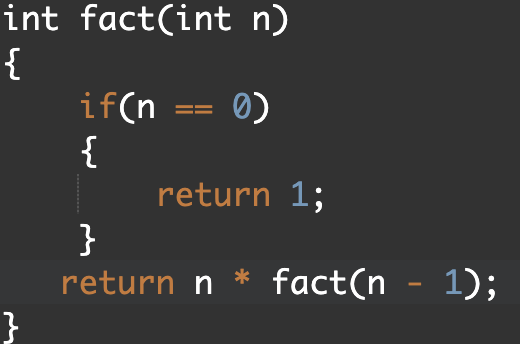 int fact(int n)
{
    if(n == 0)
    {
        return 1;
    }
   return n * fact(n - 1);
}